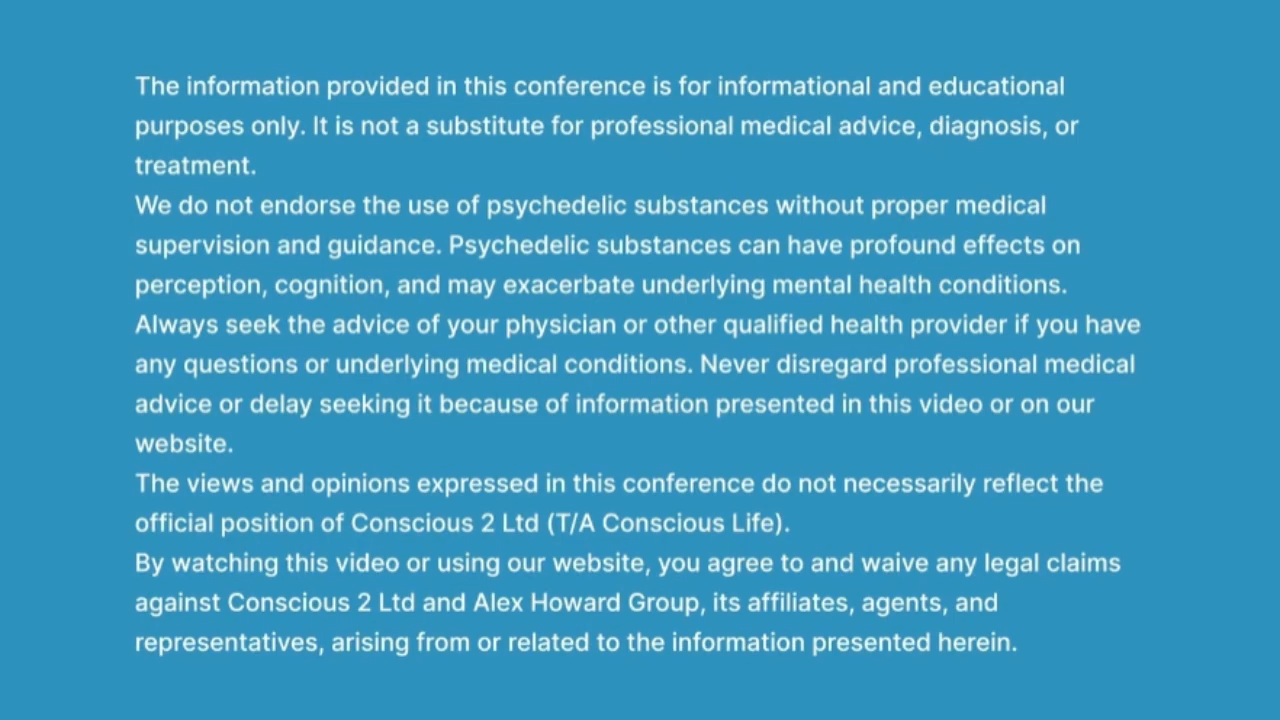 The information provided in this conference is for informational and educational
purposes only. It is not a substitute for professional medical advice, diagnosis, or
treatment.
We do not endorse the use of psychedelic substances without proper medical
supervision and guidance. Psychedelic substances can have profound effects on
perception, cognition, and may exacerbate underlying mental health conditions.
Always seek the advice of your physician or other qualified health provider if you have
any questions or underlying medical conditions. Never disregard professional medical
advice or delay seeking it because of information presented in this video or on our
website.
The views and opinions expressed in this conference do not necessarily reflect the
official position of Conscious 2 Ltd (T/A Conscious Life).
By watching this video or using our website, you agree to and waive any legal claims
against Conscious 2 Ltd and Alex Howard Group, its affiliates, agents, and
representatives, arising from or related to the information presented herein.